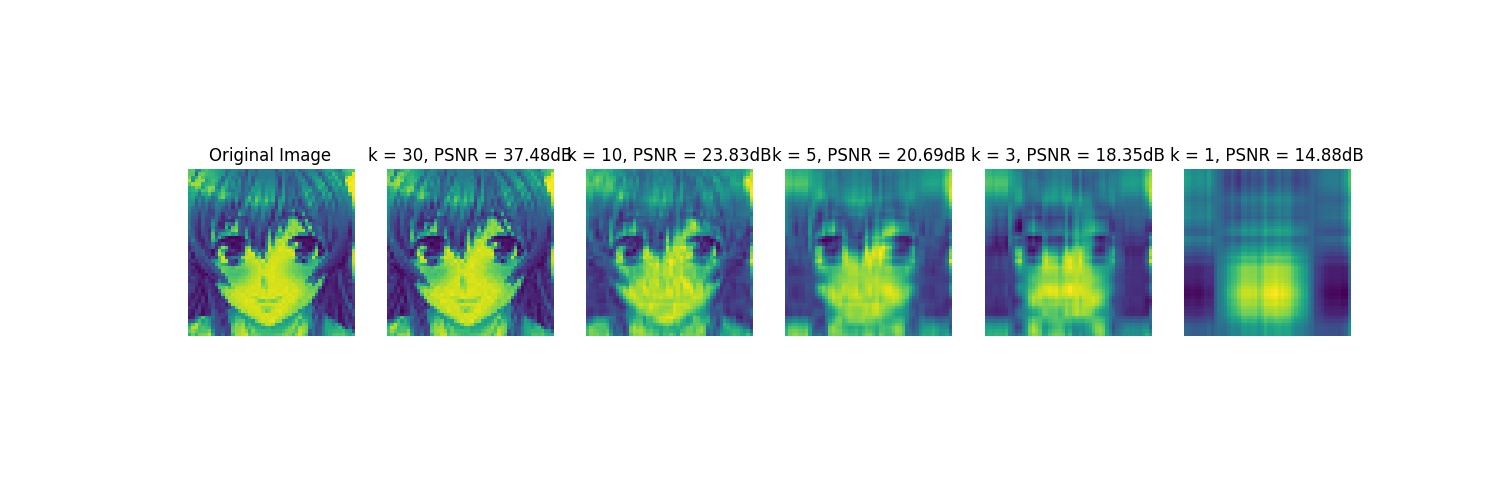 Original Image
k = 30, PSNR = 37.48dB
k = 10, PSNR = 23.83dB
k = 5, PSNR = 20.69dB
k = 3, PSNR = 18.35dB
k = 1, PSNR = 14.88dB